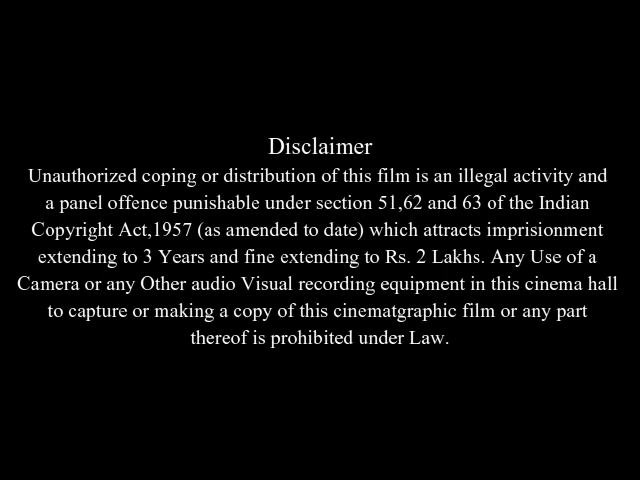 Disclaimer
Unauthorized coping or distribution of this film is an illegal activity and
a panel offence punishable under section 51,62 and 63 of the Indian
Copyright Act,1957 (as amended to date) which attracts imprisionment
extending to 3 Years and fine extending to Rs. 2 Lakhs. Any Use of a
Camera or any Other audio Visual recording equipment in this cinema hall
to capture or making a copy of this cinematgraphic film or any part
thereof is prohibited under Law.